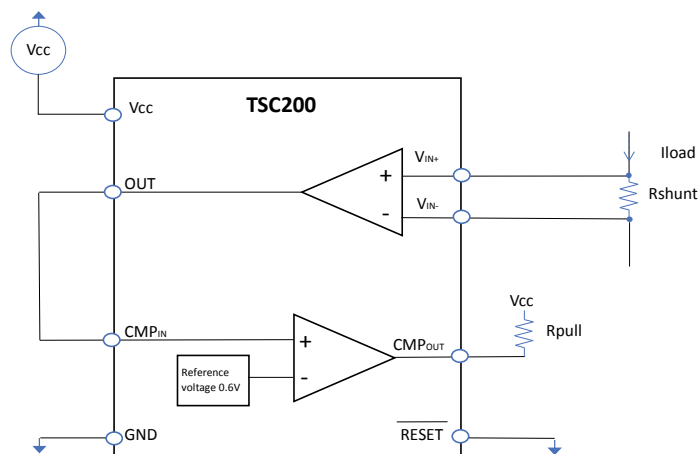 Vcc
TSC200
Vcc
OUT
VIN+
+
VIN-
-
Iload
Rshunt
CMPIN
+
-
Reference
voltage 0.6V
CMPOUT
Vcc
Rpull
GND
RESET